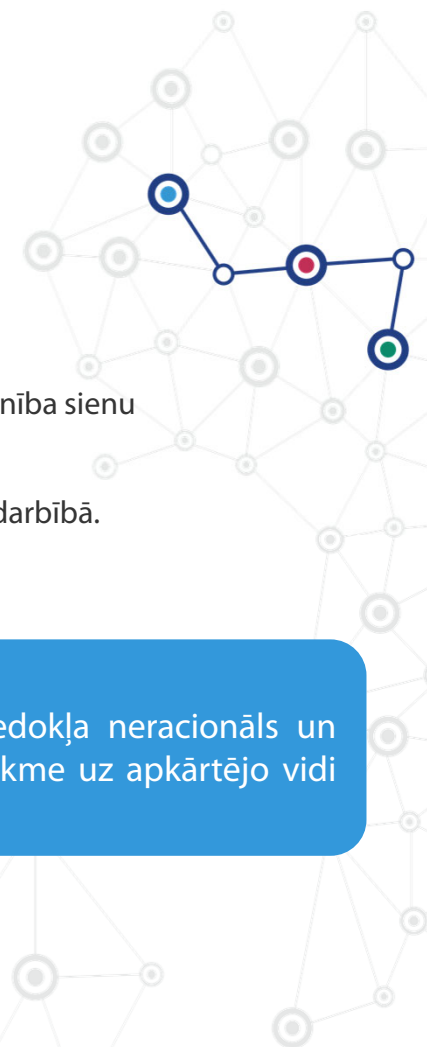 nība sienu
darbībā.
edokļa neracionāls un
kme uz apkārtējo vidi